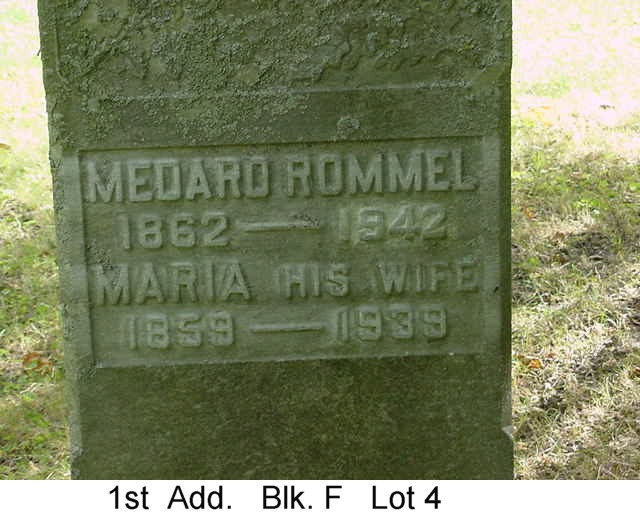 MEDARD ROMMEL
1862 — 1942
MARIA HIS WIFE
1859 — 1939
1st Add. Blk. F Lot 4